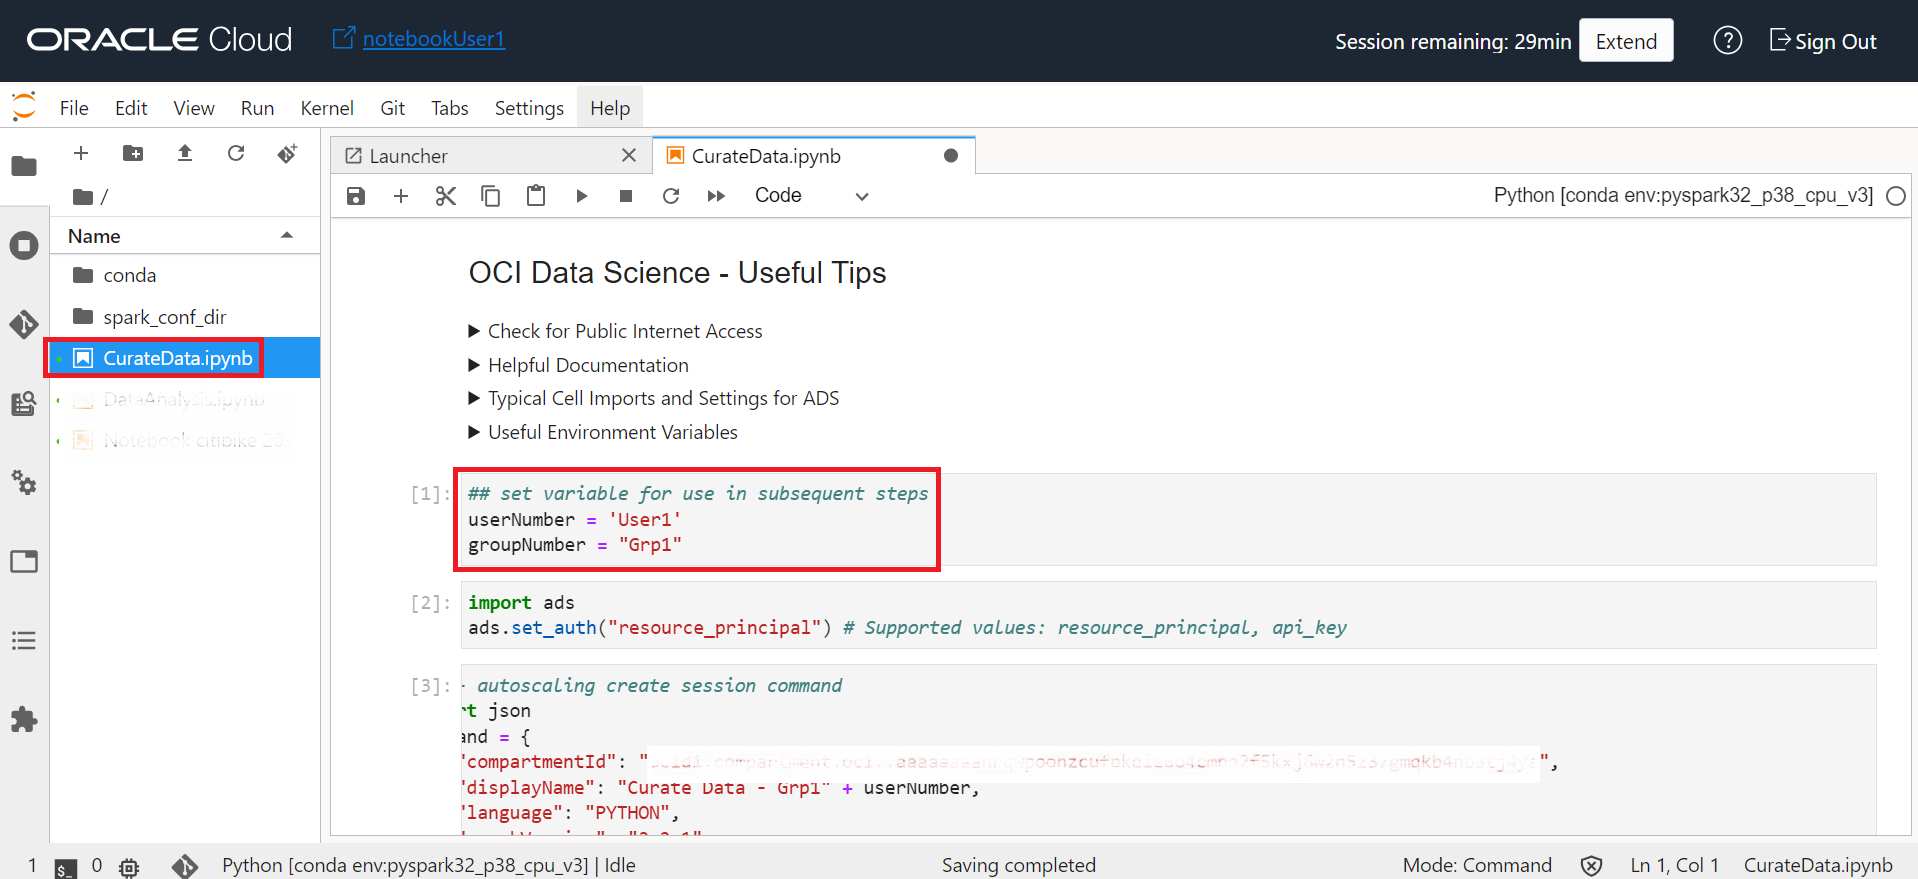 ORACLE Cloud
notebookUser1
Session remaining: 29min
Extend
Sign Out
File Edit View Run Kernel Git Tabs Settings Help
/
Name
conda
spark_conf_dir
CurateData.ipynb
DataAnalysis.ipynb
Notebook citibike 20..
Launcher
CurateData.ipynb
Code
Python [conda env:pyspark32_p38_cpu_v3]
OCI Data Science - Useful Tips
Check for Public Internet Access
Helpful Documentation
Typical Cell Imports and Settings for ADS
Useful Environment Variables
[1]: ## set variable for use in subsequent steps
userNumber = 'User1'
groupNumber = "Grp1"
[2]: import ads
ads.set_auth("resource_principal") # Supported values: resource_principal, api_key
[3]: - autoscaling create session command
rt json
and = {
"compartmentId": "
",
"displayName": "Curate Data - Grp1" + userNumber,
"language": "PYTHON",
1 $_ 0 Python [conda env:pyspark32_p38_cpu_v3] | Idle
Saving completed
Mode: Command
Ln 1, Col 1
CurateData.ipynb